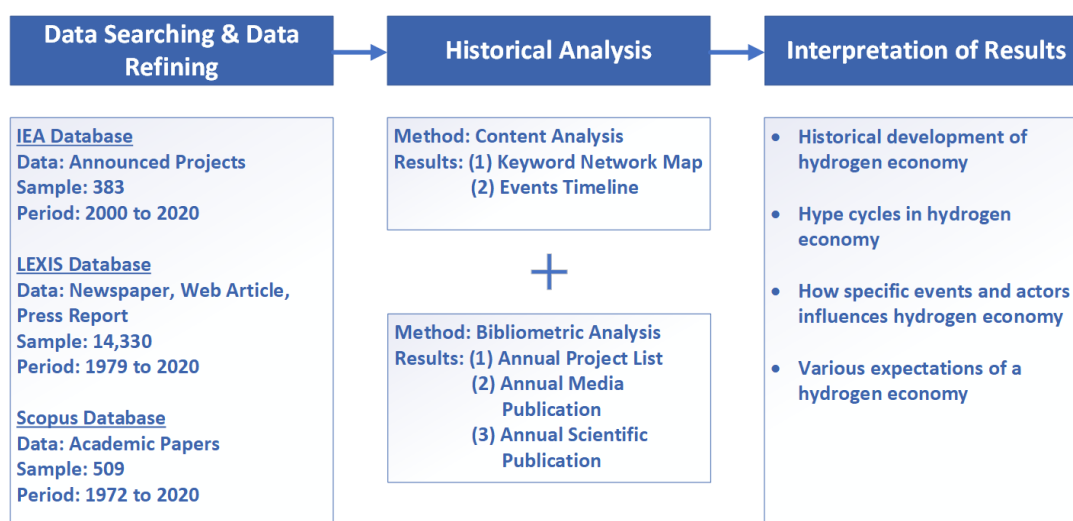 Data Searching & Data
Refining
Historical Analysis
Interpretation of Results
IEA Database
Data: Announced Projects
Sample: 383
Period: 2000 to 2020
LEXIS Database
Data: Newspaper, Web Article,
Press Report
Sample: 14,330
Period: 1979 to 2020
Scopus Database
Data: Academic Papers
Sample: 509
Period: 1972 to 2020
Method: Content Analysis
Results: (1) Keyword Network Map
(2) Events Timeline
+
Method: Bibliometric Analysis
Results: (1) Annual Project List
(2) Annual Media
Publication
(3) Annual Scientific
Publication
• Historical development of
hydrogen economy
• Hype cycles in hydrogen
economy
• How specific events and actors
influences hydrogen economy
• Various expectations of a
hydrogen economy